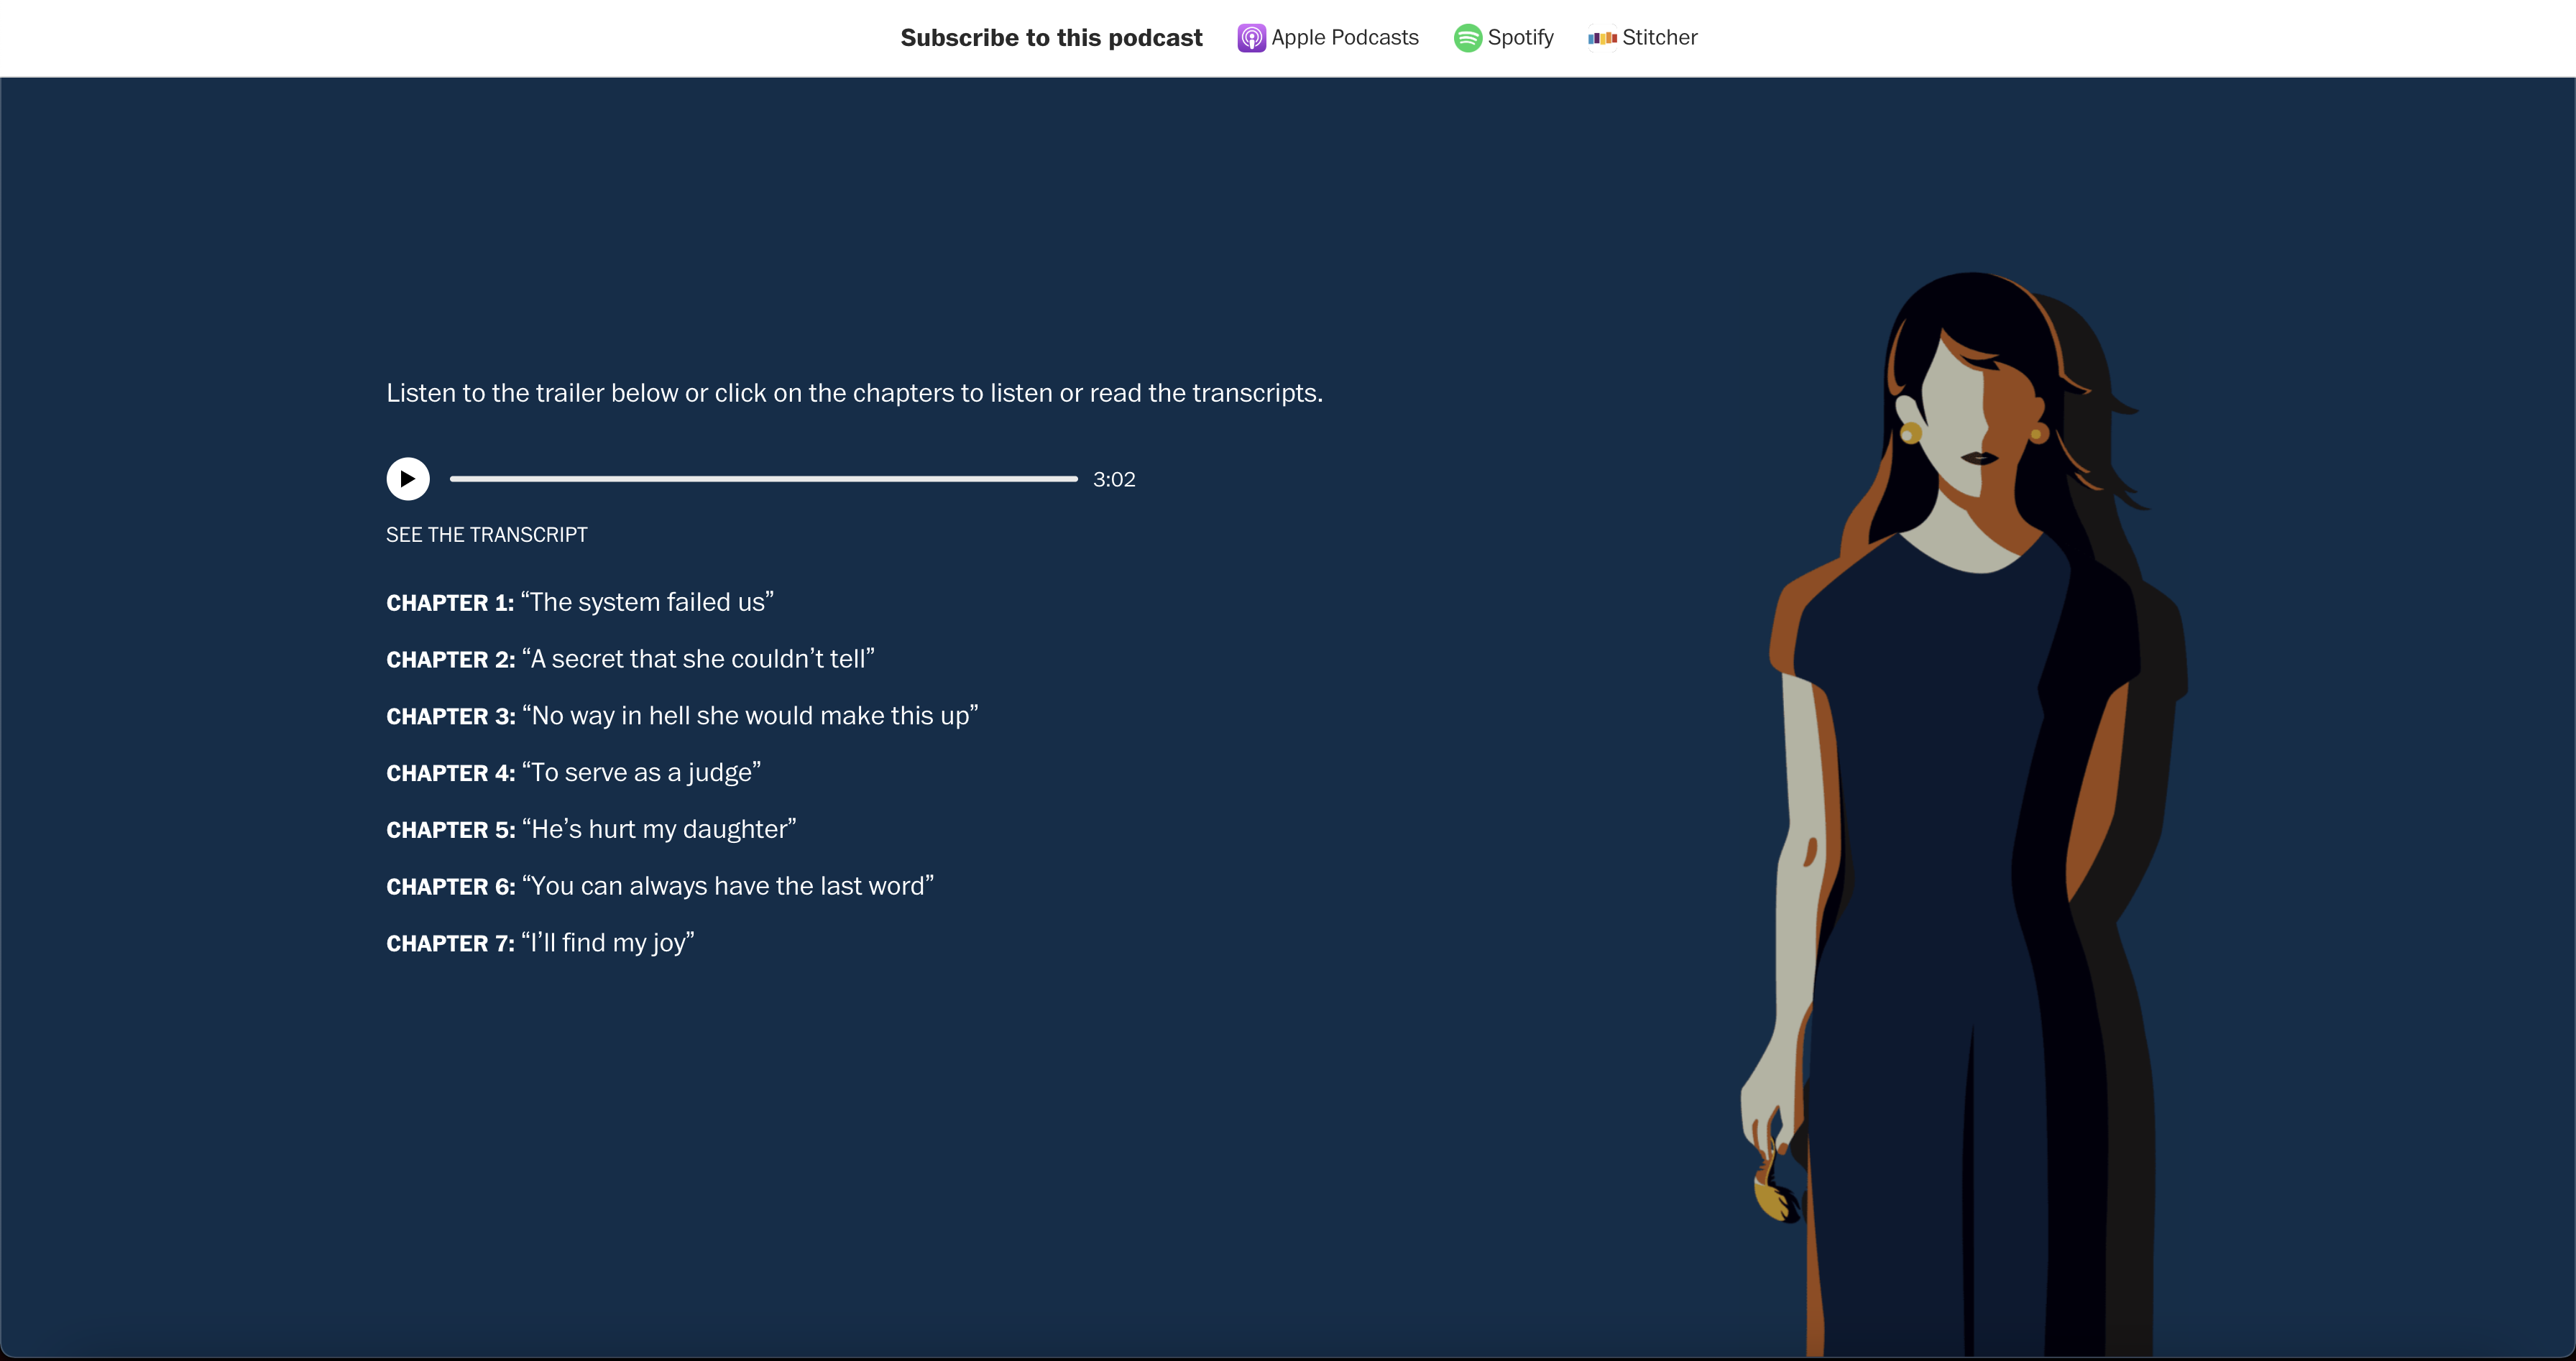 Subscribe to this podcast Apple Podcasts Spotify Stitcher
Listen to the trailer below or click on the chapters to listen or read the transcripts.
3:02
SEE THE TRANSCRIPT
CHAPTER 1: “The system failed us”
CHAPTER 2: “A secret that she couldn’t tell”
CHAPTER 3: “No way in hell she would make this up”
CHAPTER 4: “To serve as a judge”
CHAPTER 5: “He’s hurt my daughter”
CHAPTER 6: “You can always have the last word”
CHAPTER 7: “I’ll find my joy”